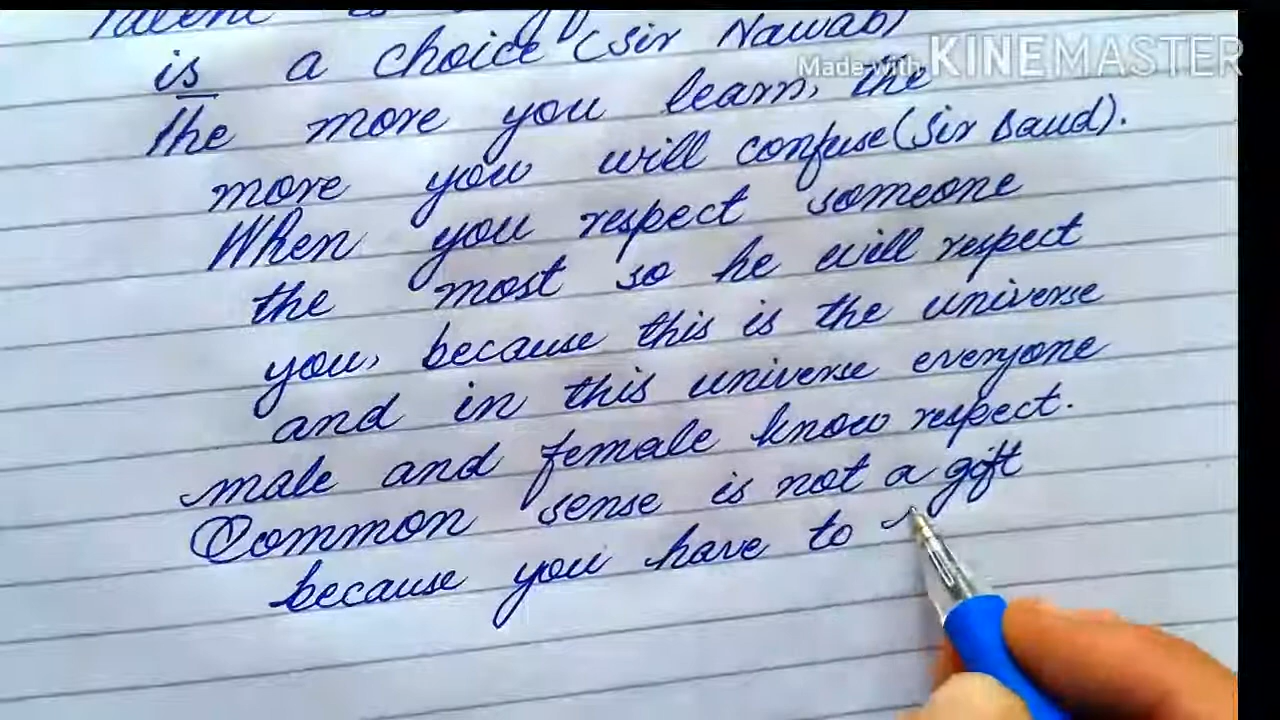 Talent is
is a choice (Sir Nawab)
Made with KINEMASTER
The more you learn, the
more you will confuse (Sir Saud).
When you respect someone
the most so he will respect
you, because this is the universe
and in this universe everyone
male and female know respect.
Common sense is not a gift
because you have to